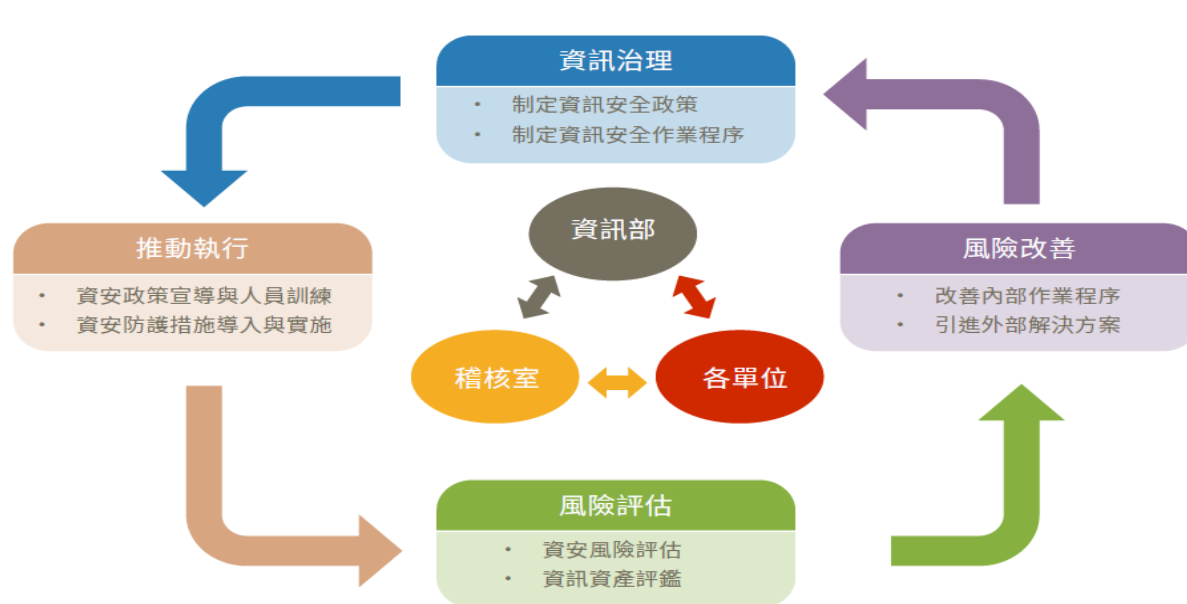 資訊治理
• 制定資訊安全政策
• 制定資訊安全作業程序
資訊部
推動執行
• 資安政策宣導與人員訓練
• 資安防護措施導入與實施
風險改善
• 改善內部作業程序
• 引進外部解決方案
稽核室
各單位
風險評估
• 資安風險評估
• 資訊資產評鑑